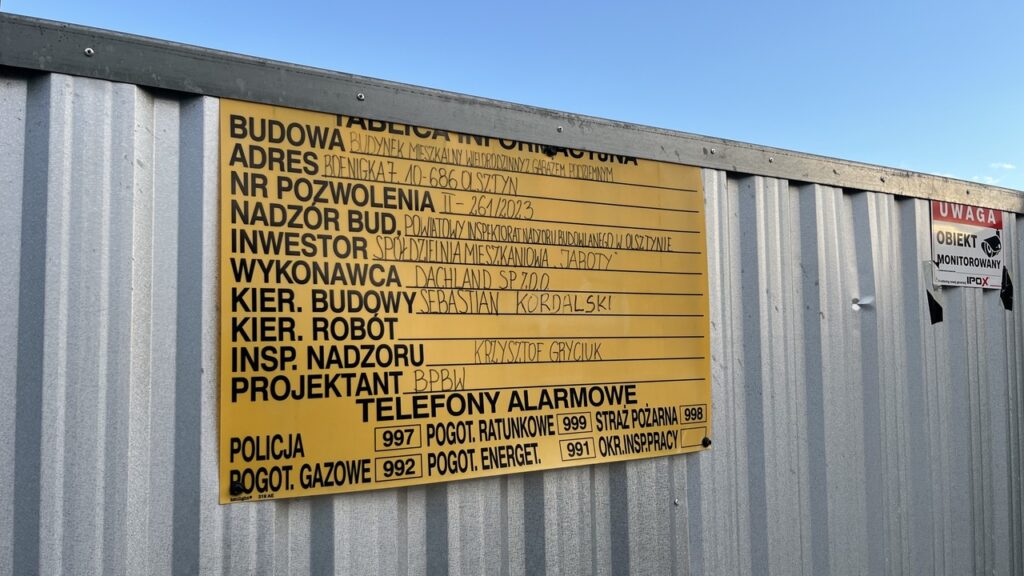 TABLICA INFORMACYJNA
BUDOWA BUDYNEK MIESZKALNY WIELORODZINNY Z GARAŻEM PODZIEMNYM
ADRES BOENIGKA 7, 10-686 OLSZTYN
NR POZWOLENIA II - 261/2023
NADZÓR BUD, POWIATOWY INSPEKTORAT NADZORU BUDOWLANEGO W OLSZTYNIE
INWESTOR SPÓŁDZIELNIA MIESZKANIOWA "JAROTY"
WYKONAWCA DACHLAND SP. Z.O.O
KIER. BUDOWY SEBASTIAN KORDALSKI
KIER. ROBÓT
INSP. NADZORU KRZYSZTOF GRYCIUK
PROJEKTANT BPBW
TELEFONY ALARMOWE
POLICJA 997 POGOT. RATUNKOWE 999 STRAŻ POŻARNA 998
POGOT. GAZOWE 992 POGOT. ENERGET. 991 OKR.INSP.PRACY
UWAGA
OBIEKT
MONITOROWANY
IPOX